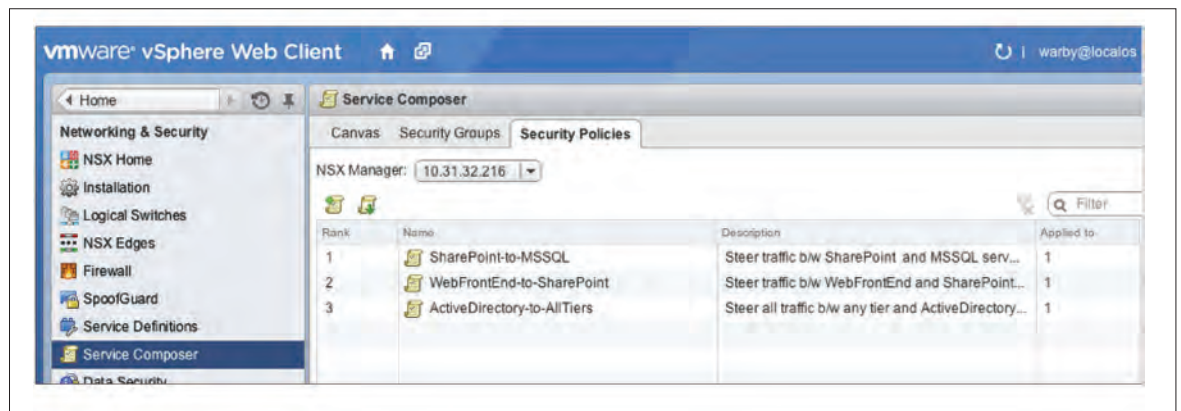 vmware® vSphere Web Client
warby@localos
Home
Service Composer
Networking & Security
NSX Home
Installation
Logical Switches
NSX Edges
Firewall
SpoofGuard
Service Definitions
Service Composer
Data Security
Canvas Security Groups Security Policies
NSX Manager: 10.31.32.216
Filter
Rank Name Description Applied to
1 SharePoint-to-MSSQL Steer traffic b/w SharePoint and MSSQL serv... 1
2 WebFrontEnd-to-SharePoint Steer traffic b/w WebFrontEnd and SharePoint... 1
3 ActiveDirectory-to-AllTiers Steer all traffic b/w any tier and ActiveDirectory... 1